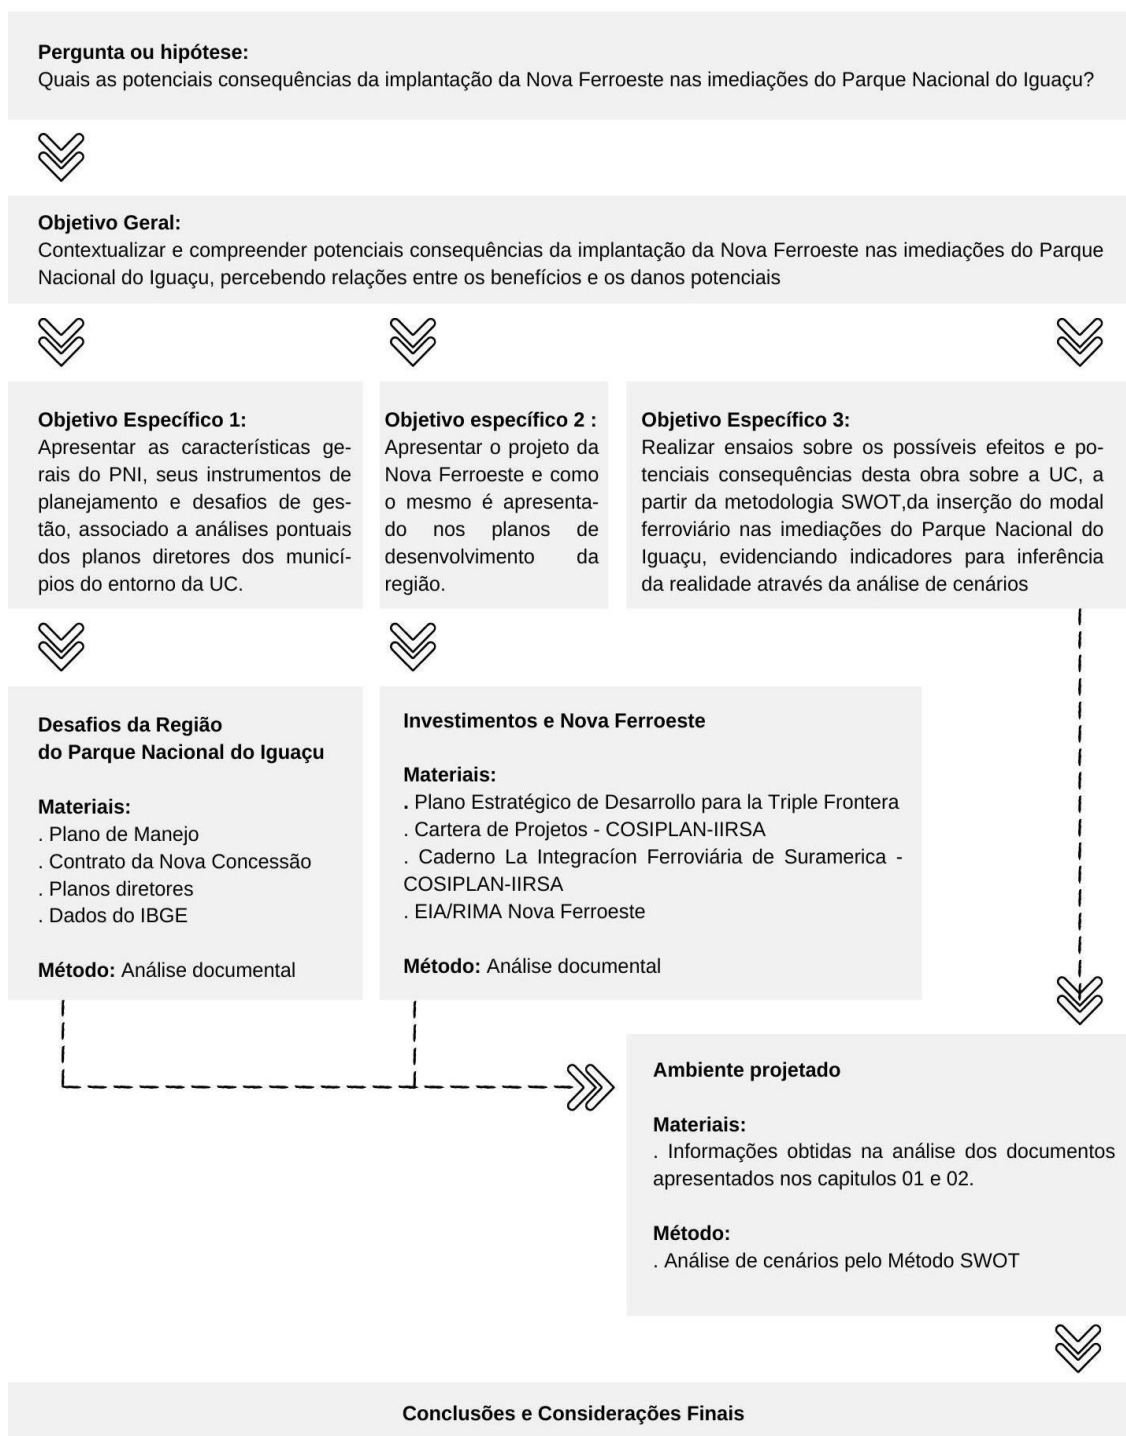 Pergunta ou hipótese:
Quais as potenciais consequências da implantação da Nova Ferroeste nas imediações do Parque Nacional do Iguaçu?
Objetivo Geral:
Contextualizar e compreender potenciais consequências da implantação da Nova Ferroeste nas imediações do Parque
Nacional do Iguaçu, percebendo relações entre os benefícios e os danos potenciais
Objetivo Específico 1:
Apresentar as características ge-
rais do PNI, seus instrumentos de
planejamento e desafios de ges-
tão, associado a análises pontuais
dos planos diretores dos municí-
pios do entorno da UC.
Objetivo específico 2 :
Apresentar o projeto da
Nova Ferroeste e como
o mesmo é apresenta-
do nos planos de
desenvolvimento da
região.
Objetivo Específico 3:
Realizar ensaios sobre os possíveis efeitos e po-
tenciais consequências desta obra sobre a UC, a
partir da metodologia SWOT,da inserção do modal
ferroviário nas imediações do Parque Nacional do
Iguaçu, evidenciando indicadores para inferência
da realidade através da análise de cenários
Desafios da Região
do Parque Nacional do Iguaçu
Materiais:
. Plano de Manejo
. Contrato da Nova Concessão
. Planos diretores
. Dados do IBGE
Método: Análise documental
Investimentos e Nova Ferroeste
Materiais:
. Plano Estratégico de Desarrollo para la Triple Frontera
. Cartera de Projetos - COSIPLAN-IIRSA
. Caderno La Integracíon Ferroviária de Suramerica -
COSIPLAN-IIRSA
. EIA/RIMA Nova Ferroeste
Método: Análise documental
Ambiente projetado
Materiais:
. Informações obtidas na análise dos documentos
apresentados nos capitulos 01 e 02.
Método:
. Análise de cenários pelo Método SWOT
Conclusões e Considerações Finais